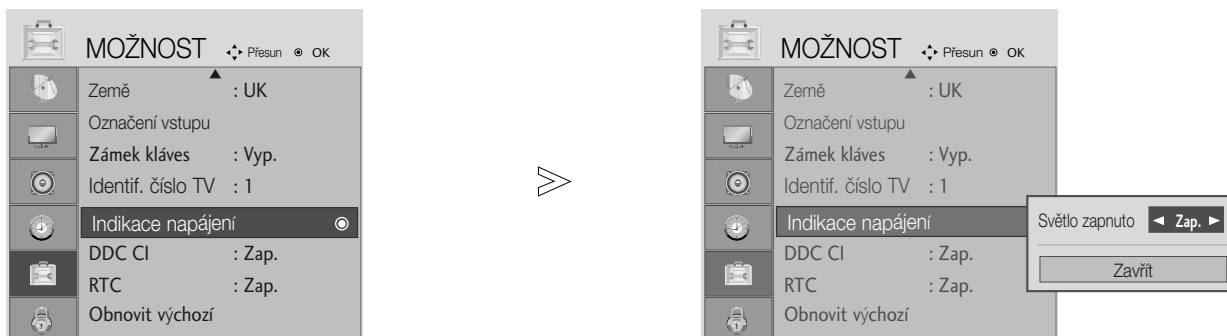 MOŽNOST Přesun OK
Země : UK
Označení vstupu
Zámek kláves : Vyp.
Identif. číslo TV : 1
Indikace napájení
DDC CI : Zap.
RTC : Zap.
Obnovit výchozí
MOŽNOST Přesun OK
Země : UK
Označení vstupu
Zámek kláves : Vyp.
Identif. číslo TV : 1
Indikace napájení
DDC CI : Zap.
RTC : Zap.
Obnovit výchozí
Světlo zapnuto ◄ Zap. ►
Zavřít